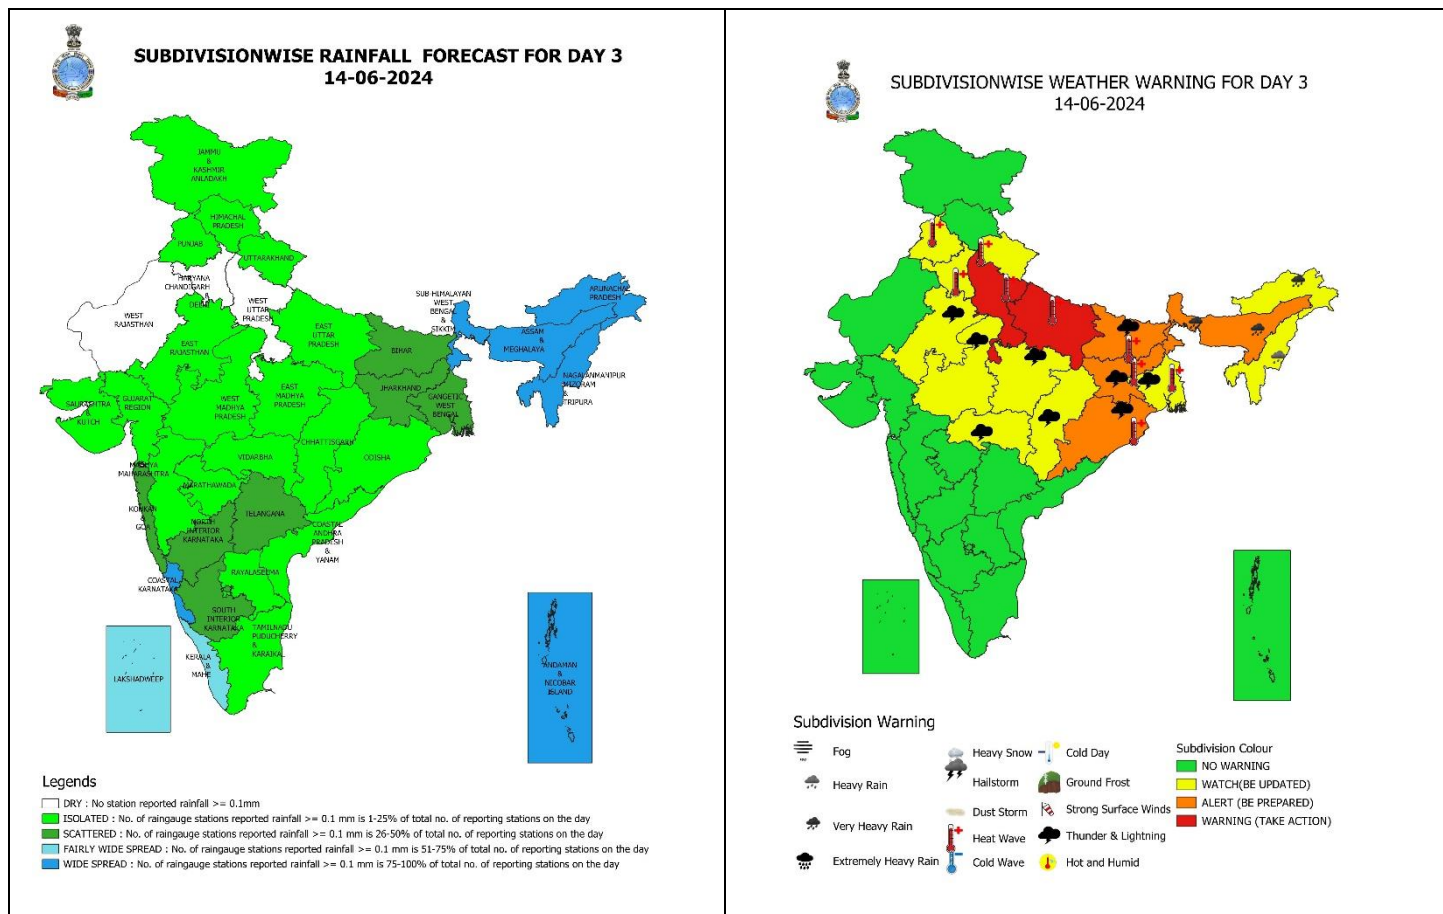 SUBDIVISIONWISE RAINFALL FORECAST FOR DAY 3
14-06-2024
JAMMU
&
KASHMIR
ANLADAKH
HIMACHAL
PRADESH
PUNJAB
UTTARAKHAND
HARYANA
CHANDIGARH
&
DELHI
WEST
UTTAR
PRADESH
WEST
RAJASTHAN
EAST
RAJASTHAN
EAST
UTTAR
PRADESH
SUB-HIMALAYAN
WEST
BENGAL
&
SIKKIM
ARUNACHAL
PRADESH
ASSAM
&
MEGHALAYA
NAGALANMANIPUR
MIZORAM
&
TRIPURA
BIHAR
JHARKHAND
GANGETIC
WEST
BENGAL
SAURASHTRA
&
KUTCH
GUJARAT
REGION
WEST
MADHYA
PRADESH
EAST
MADHYA
PRADESH
CHHATTISGARH
ODISHA
VIDARBHA
MADHYA
MAHARASHTRA
MARATHAWADA
KONKAN
&
GOA
TELANGANA
NORTH
INTERIOR
KARNATAKA
COASTAL
ANDHRA
PRADESH
&
YANAM
RAYALASEEMA
COASTAL
KARNATAKA
SOUTH
INTERIOR
KARNATAKA
TAMILNADU
PUDUCHERRY
&
KARAIKAL
KERALA
&
MAHE
LAKSHADWEEP
ANDAMAN
&
NICOBAR
ISLAND
Legends
DRY : No station reported rainfall >= 0.1mm
ISOLATED : No. of raingauge stations reported rainfall >= 0.1 mm is 1-25% of total no. of reporting stations on the day
SCATTERED : No. of raingauge stations reported rainfall >= 0.1 mm is 26-50% of total no. of reporting stations on the day
FAIRLY WIDE SPREAD : No. of raingauge stations reported rainfall >= 0.1 mm is 51-75% of total no. of reporting stations on the day
WIDE SPREAD : No. of raingauge stations reported rainfall >= 0.1 mm is 75-100% of total no. of reporting stations on the day
SUBDIVISIONWISE WEATHER WARNING FOR DAY 3
14-06-2024
Subdivision Warning
Fog
Heavy Rain
Very Heavy Rain
Extremely Heavy Rain
Heavy Snow
Hailstorm
Dust Storm
Heat Wave
Cold Wave
Cold Day
Ground Frost
Strong Surface Winds
Thunder & Lightning
Hot and Humid
Subdivision Colour
NO WARNING
WATCH(BE UPDATED)
ALERT (BE PREPARED)
WARNING (TAKE ACTION)